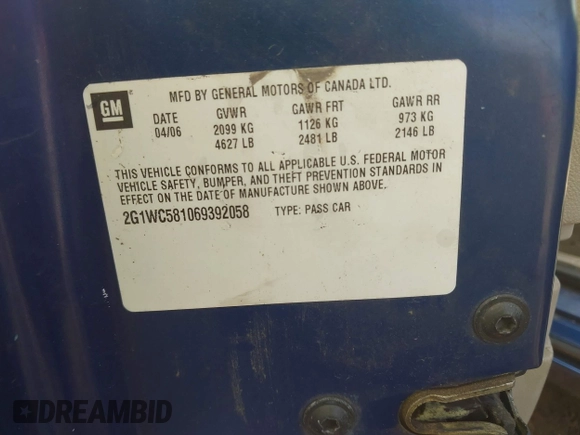 GM
MFD BY GENERAL MOTORS OF CANADA LTD.
DATE GVWR GAWR FRT GAWR RR
04/06 2099 KG 1126 KG 973 KG
4627 LB 2481 LB 2146 LB
THIS VEHICLE CONFORMS TO ALL APPLICABLE U.S. FEDERAL MOTOR
VEHICLE SAFETY, BUMPER, AND THEFT PREVENTION STANDARDS IN
EFFECT ON THE DATE OF MANUFACTURE SHOWN ABOVE.
2G1WC581069392058 TYPE: PASS CAR
DREAMBID